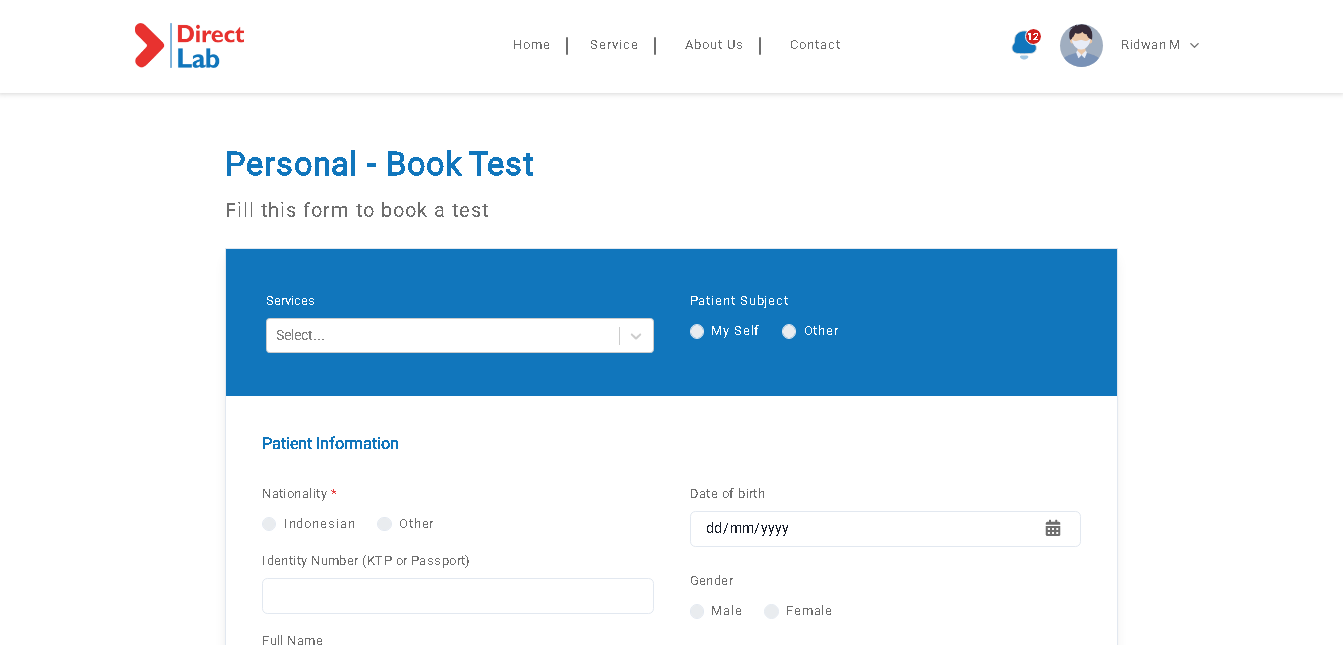 Direct
Lab
Home
Service
About Us
Contact
12
Ridwan M
Personal - Book Test
Fill this form to book a test
Services
Select...
Patient Subject
My Self
Other
Patient Information
Nationality *
Indonesian
Other
Identity Number (KTP or Passport)
Full Name
Date of birth
dd/mm/yyyy
Gender
Male
Female